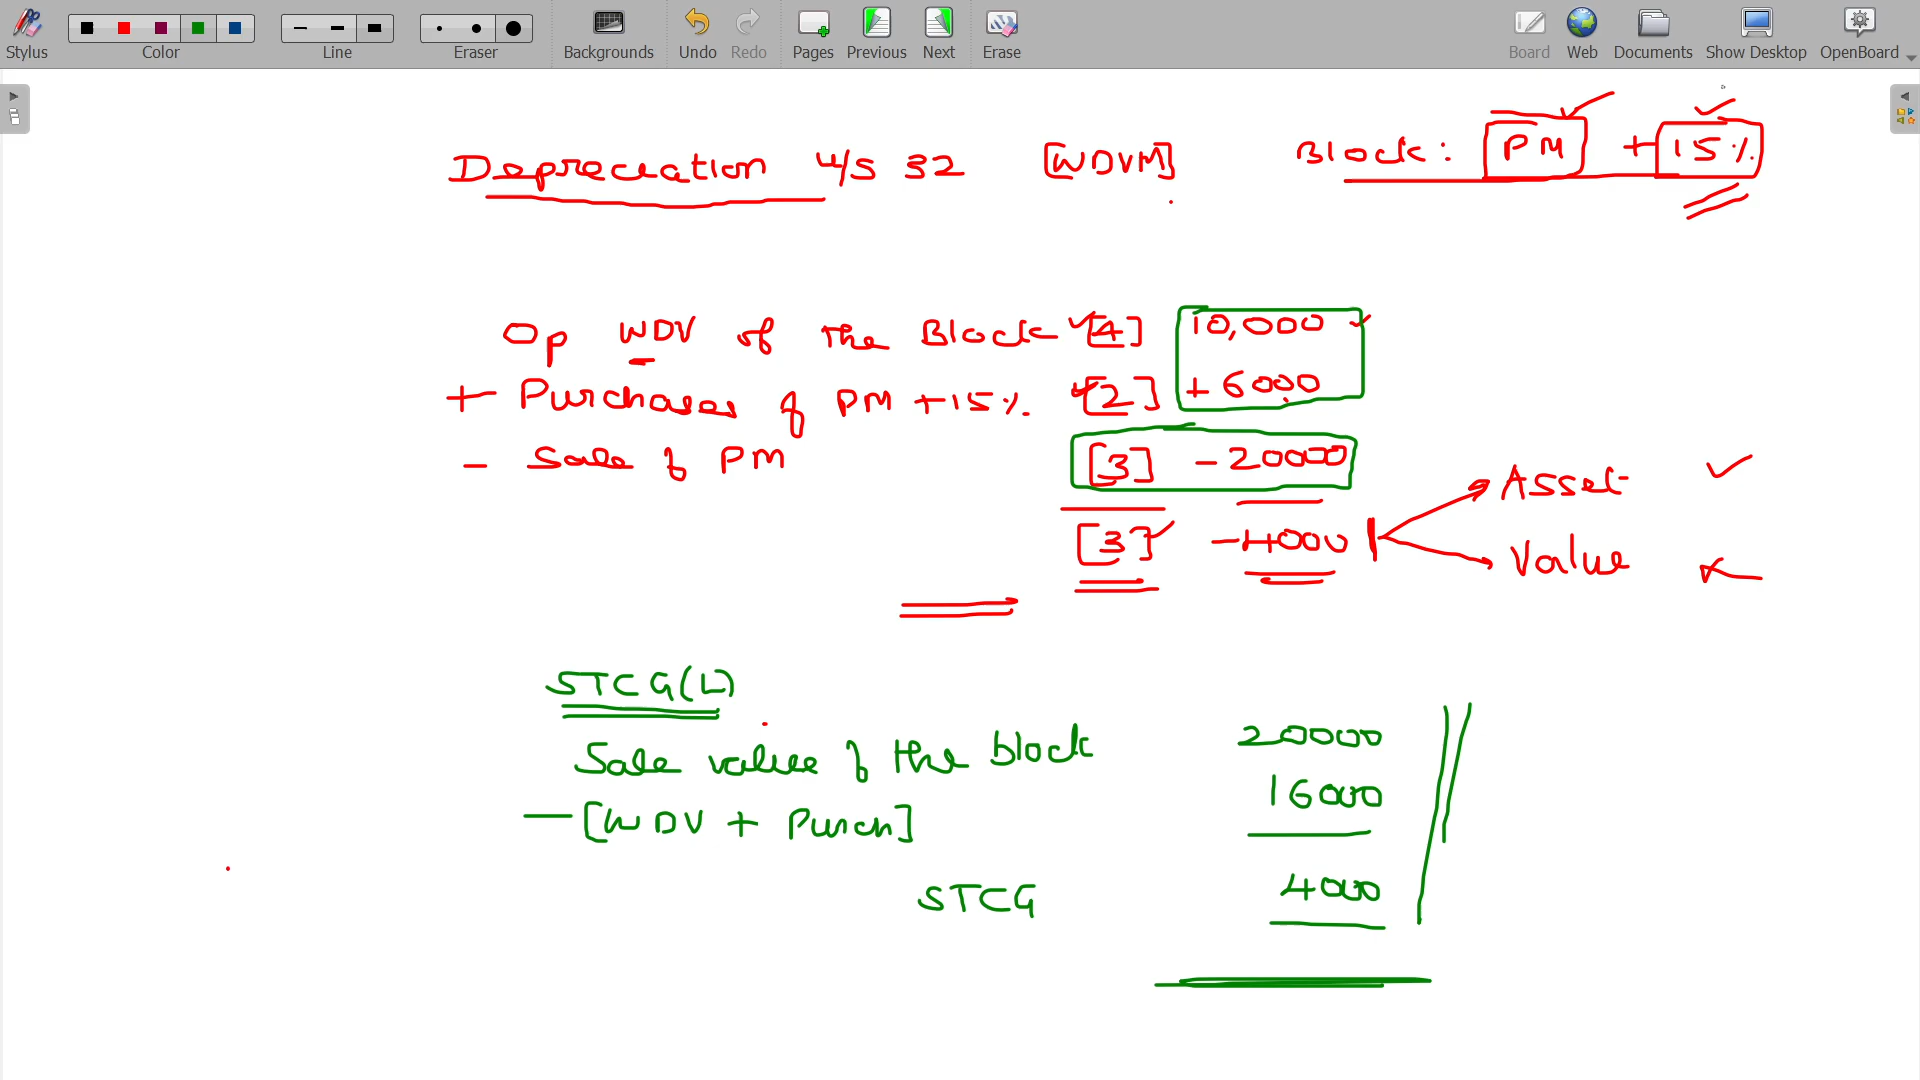 Stylus Color Line Eraser Backgrounds Undo Redo Pages Previous Next Erase Board Web Documents Show Desktop OpenBoard
Depreciation u/s 32 [WDVM] Block: PM + 15%
Op WDV of the Block [4] 10,000
+ Purchases of PM + 15% [2] + 6000
- Sale of PM [3] - 20000
[3] - 4000
Asset
Value
STCG(L)
Sale value of the block 20000
- [WDV + Purch] 16000
STCG 4000